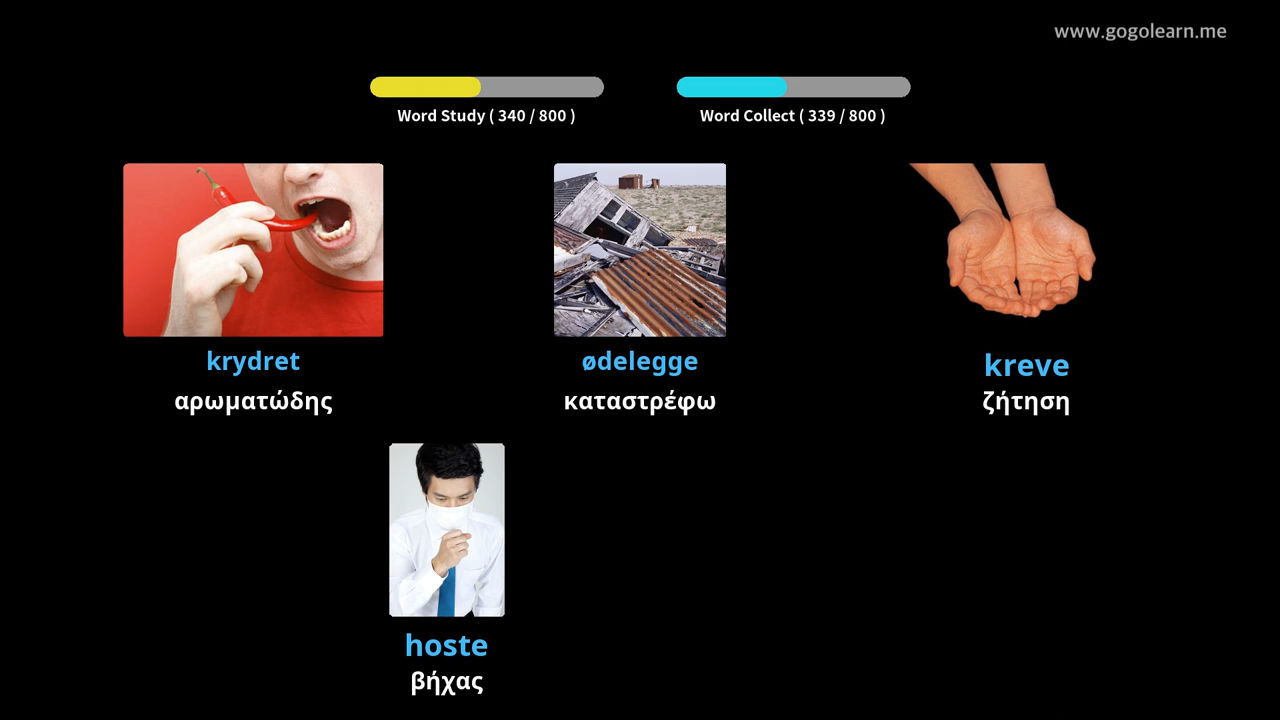 www.gogolearn.me
Word Study ( 340 / 800 )
Word Collect ( 339 / 800 )
krydret
αρωματώδης
ødelegge
καταστρέφω
kreve
ζήτηση
hoste
βήχας